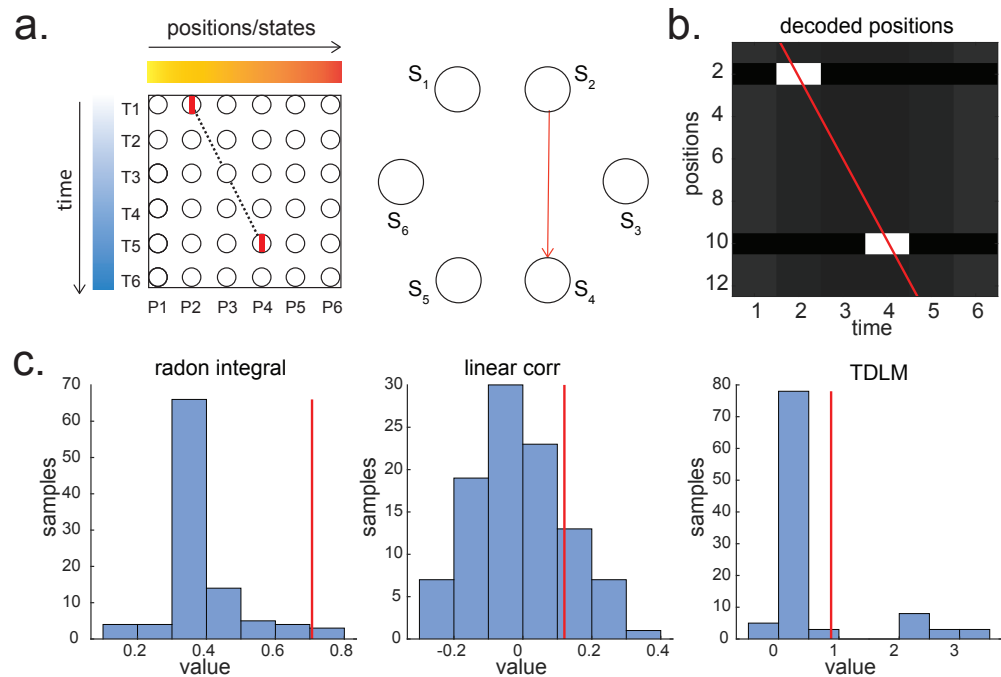 a.
positions/states
time
T1
T2
T3
T4
T5
T6
P1 P2 P3 P4 P5 P6
S1
S2
S3
S4
S5
S6
b.
decoded positions
positions
2
4
6
8
10
12
1 2 3 4 5 6
time
c.
radon integral
samples
70
60
50
40
30
20
10
0
0.2 0.4 0.6 0.8
value
linear corr
samples
30
25
20
15
10
5
0
-0.2 0 0.2 0.4
value
TDLM
samples
80
70
60
50
40
30
20
10
0
0 1 2 3
value